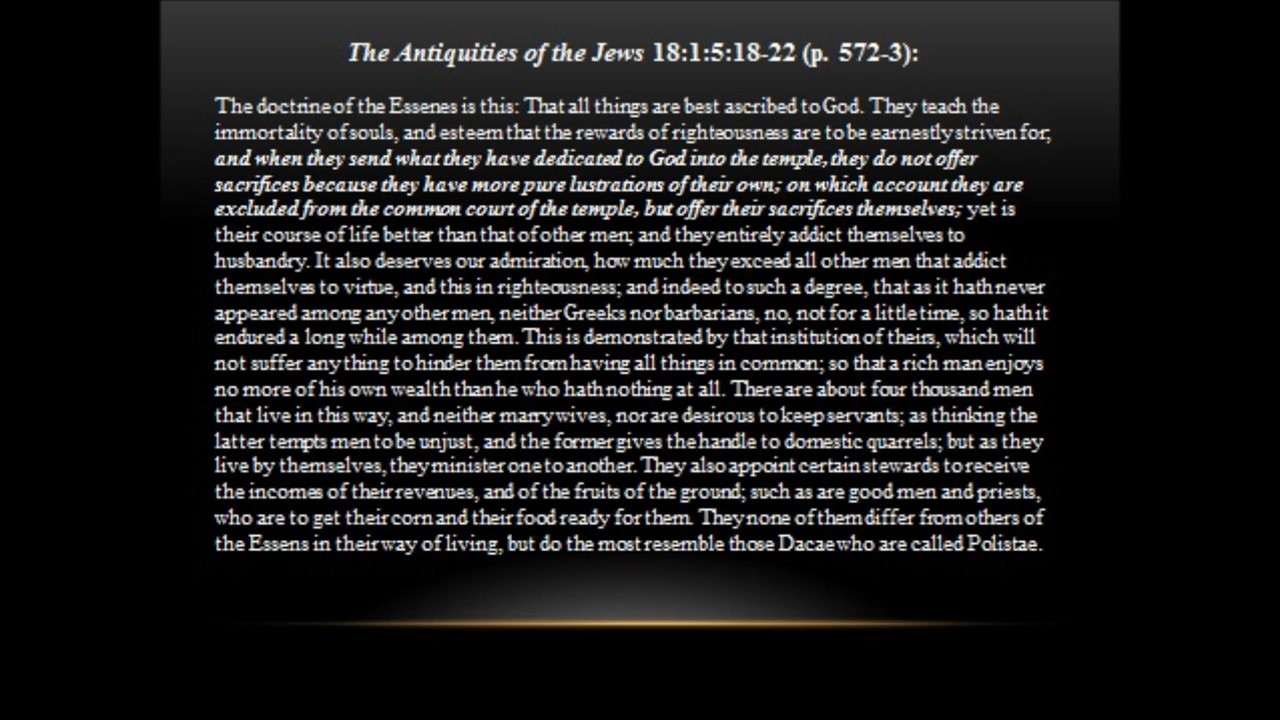 The Antiquities of the Jews 18:1:5:18-22 (p. 572-3):
The doctrine of the Essenes is this: That all things are best ascribed to God. They teach the
immortality of souls, and esteem that the rewards of righteousness are to be earnestly striven for;
and when they send what they have dedicated to God into the temple, they do not offer
sacrifices because they have more pure lustrations of their own; on which account they are
excluded from the common court of the temple, but offer their sacrifices themselves; yet is
their course of life better than that of other men; and they entirely addict themselves to
husbandry. It also deserves our admiration, how much they exceed all other men that addict
themselves to virtue, and this in righteousness; and indeed to such a degree, that as it hath never
appeared among any other men, neither Greeks nor barbarians, no, not for a little time, so hath it
endured a long while among them. This is demonstrated by that institution of theirs, which will
not suffer any thing to hinder them from having all things in common; so that a rich man enjoys
no more of his own wealth than he who hath nothing at all. There are about four thousand men
that live in this way, and neither marry wives, nor are desirous to keep servants; as thinking the
latter tempts men to be unjust, and the former gives the handle to domestic quarrels; but as they
live by themselves, they minister one to another. They also appoint certain stewards to receive
the incomes of their revenues, and of the fruits of the ground; such as are good men and priests,
who are to get their corn and their food ready for them. They none of them differ from others of
the Essens in their way of living, but do the most resemble those Dacae who are called Polistae.